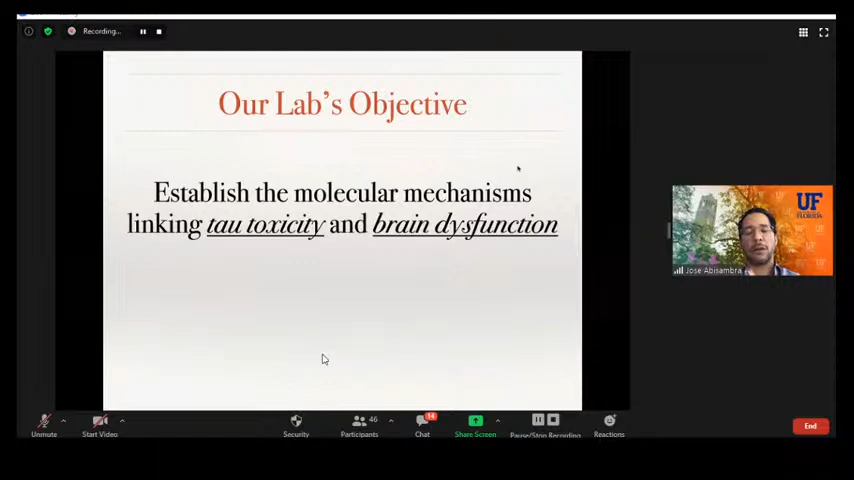 Recording...
Our Lab's Objective
Establish the molecular mechanisms
linking tau toxicity and brain dysfunction
UF
FLORIDA
Jose Abisambra
46
14
Unmute
Start Video
Security
Participants
Chat
Share Screen
Pause/Stop Recording
Reactions
End